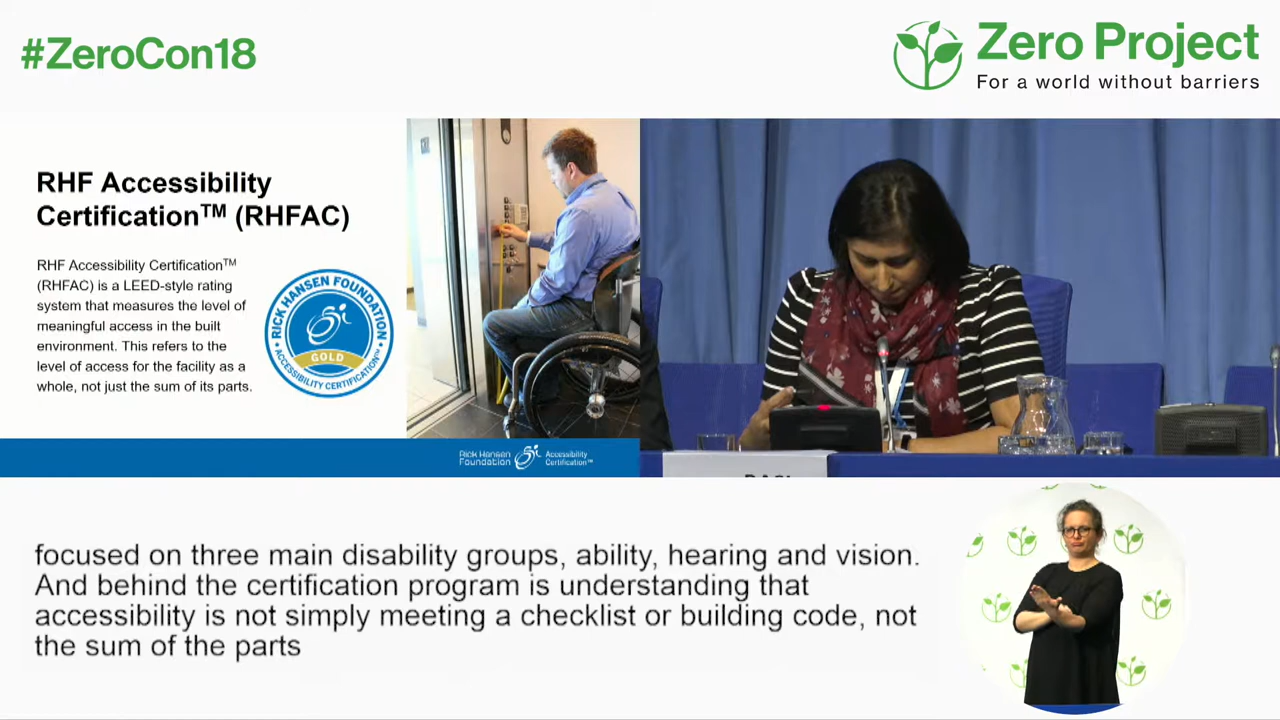 #ZeroCon18
Zero Project
For a world without barriers
RHF Accessibility
Certification™ (RHFAC)
RHF Accessibility Certification™
(RHFAC) is a LEED-style rating
system that measures the level of
meaningful access in the built
environment. This refers to the
level of access for the facility as a
whole, not just the sum of its parts.
RICK HANSEN FOUNDATION
GOLD
ACCESSIBILITY CERTIFICATION™
Rick Hansen
Foundation
Accessibility
Certification™
focused on three main disability groups, ability, hearing and vision.
And behind the certification program is understanding that
accessibility is not simply meeting a checklist or building code, not
the sum of the parts